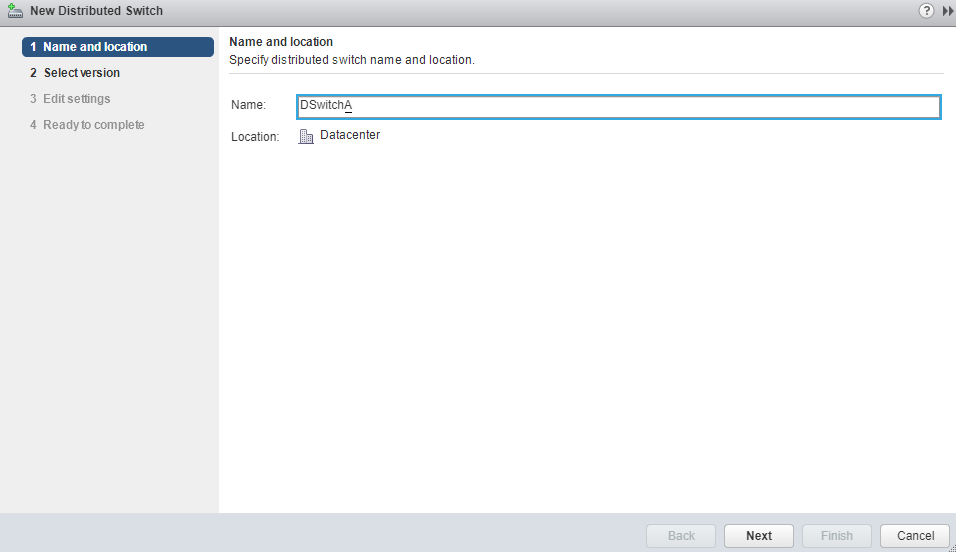 New Distributed Switch
?
1 Name and location
2 Select version
3 Edit settings
4 Ready to complete
Name and location
Specify distributed switch name and location.
Name: DSwitchA
Location: Datacenter
Back Next Finish Cancel